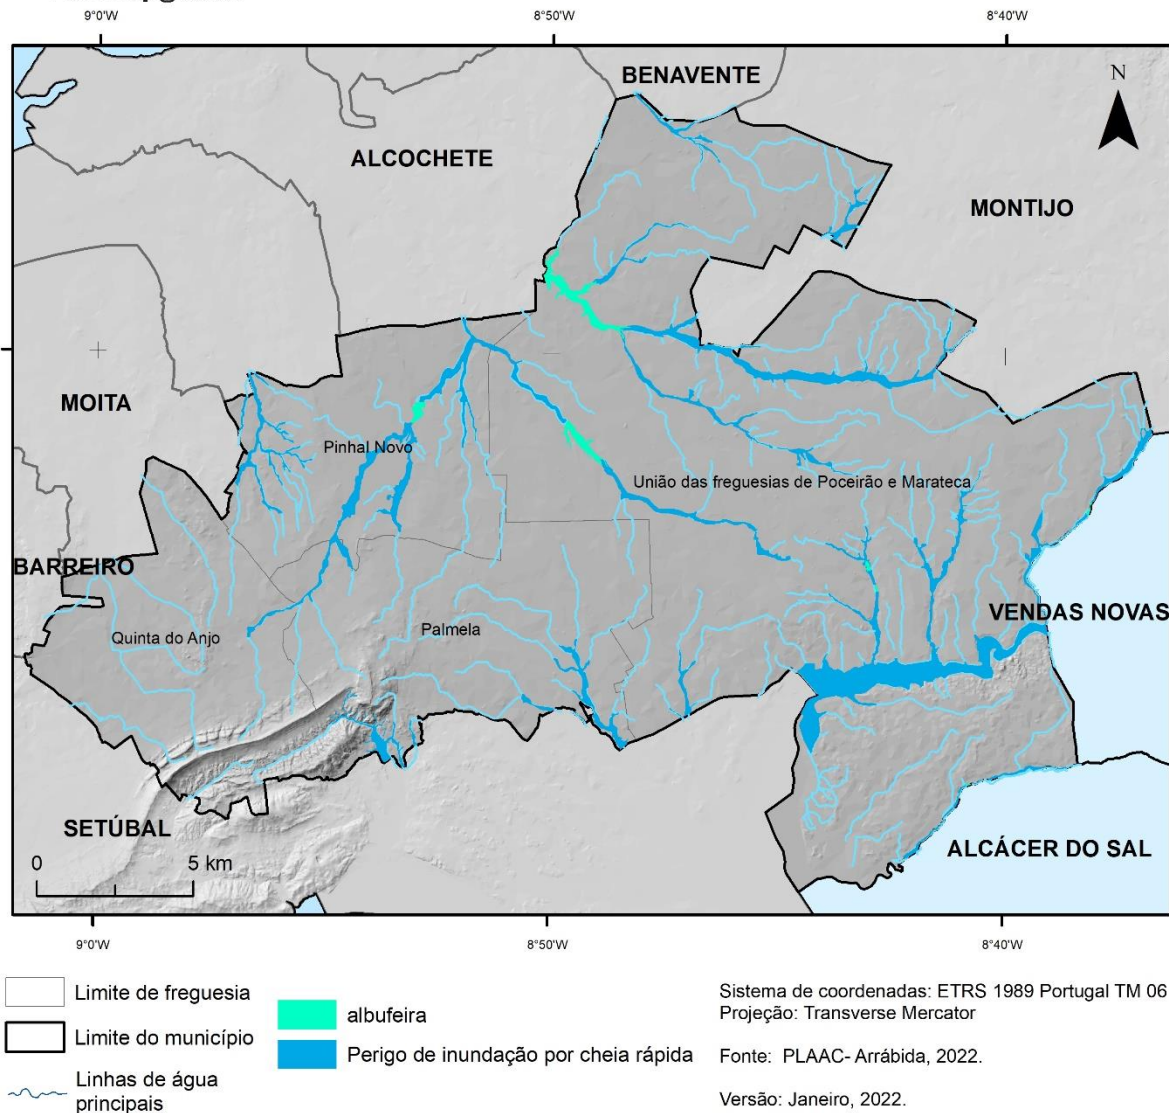 9°0'W
8°50'W
8°40'W
BENAVENTE
N
ALCOCHETE
MONTIJO
MOITA
Pinhal Novo
União das freguesias de Poceirão e Marateca
BARREIRO
VENDAS NOVAS
Quinta do Anjo
Palmela
SETÚBAL
ALCÁCER DO SAL
0
5 km
9°0'W
8°50'W
8°40'W
Limite de freguesia
Limite do município
Linhas de água
principais
albufeira
Perigo de inundação por cheia rápida
Sistema de coordenadas: ETRS 1989 Portugal TM 06
Projeção: Transverse Mercator
Fonte: PLAAC- Arrábida, 2022.
Versão: Janeiro, 2022.